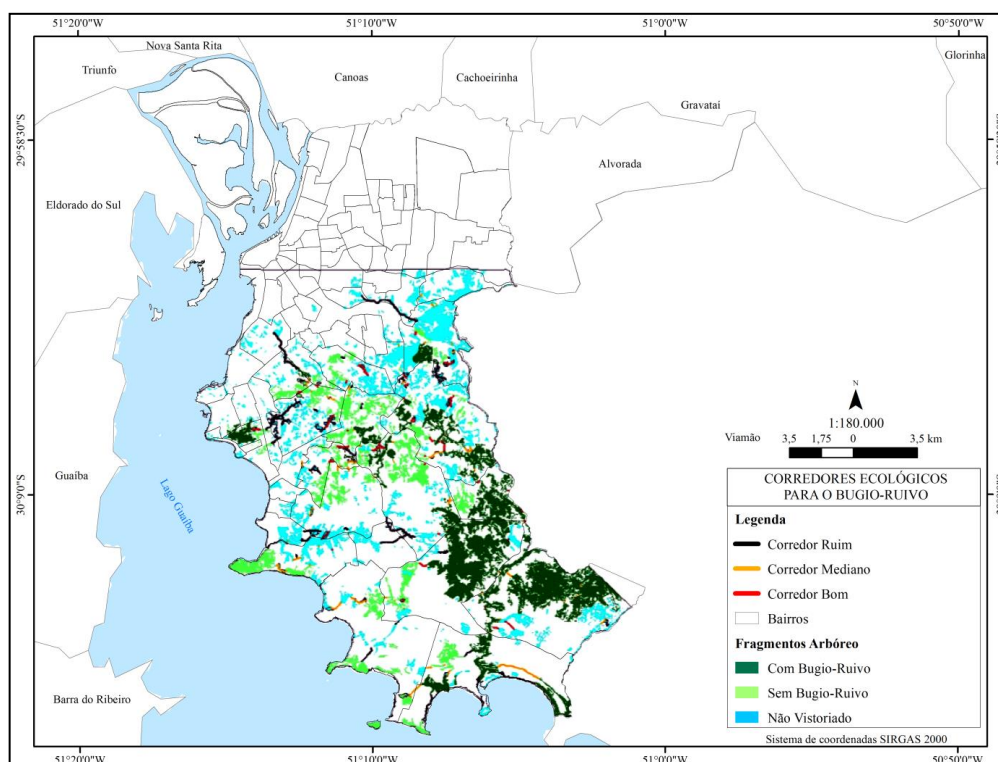 51°20'0"W
51°10'0"W
51°0'0"W
50°50'0"W
Nova Santa Rita
Triunfo
Canoas
Cachoeirinha
Glorinha
Gravataí
29°58'30"S
Alvorada
Eldorado do Sul
N
1:180.000
Viamão
3,5 1,75 0 3,5 km
Guaíba
Lago Guaíba
CORREDORES ECOLÓGICOS
PARA O BUGIO-RUIVO
Legenda
Corredor Ruim
Corredor Mediano
Corredor Bom
Bairros
Fragmentos Arbóreo
Com Bugio-Ruivo
Sem Bugio-Ruivo
Não Vistoriado
Barra do Ribeiro
Sistema de coordenadas SIRGAS 2000
51°20'0"W
51°10'0"W
51°0'0"W
50°50'0"W